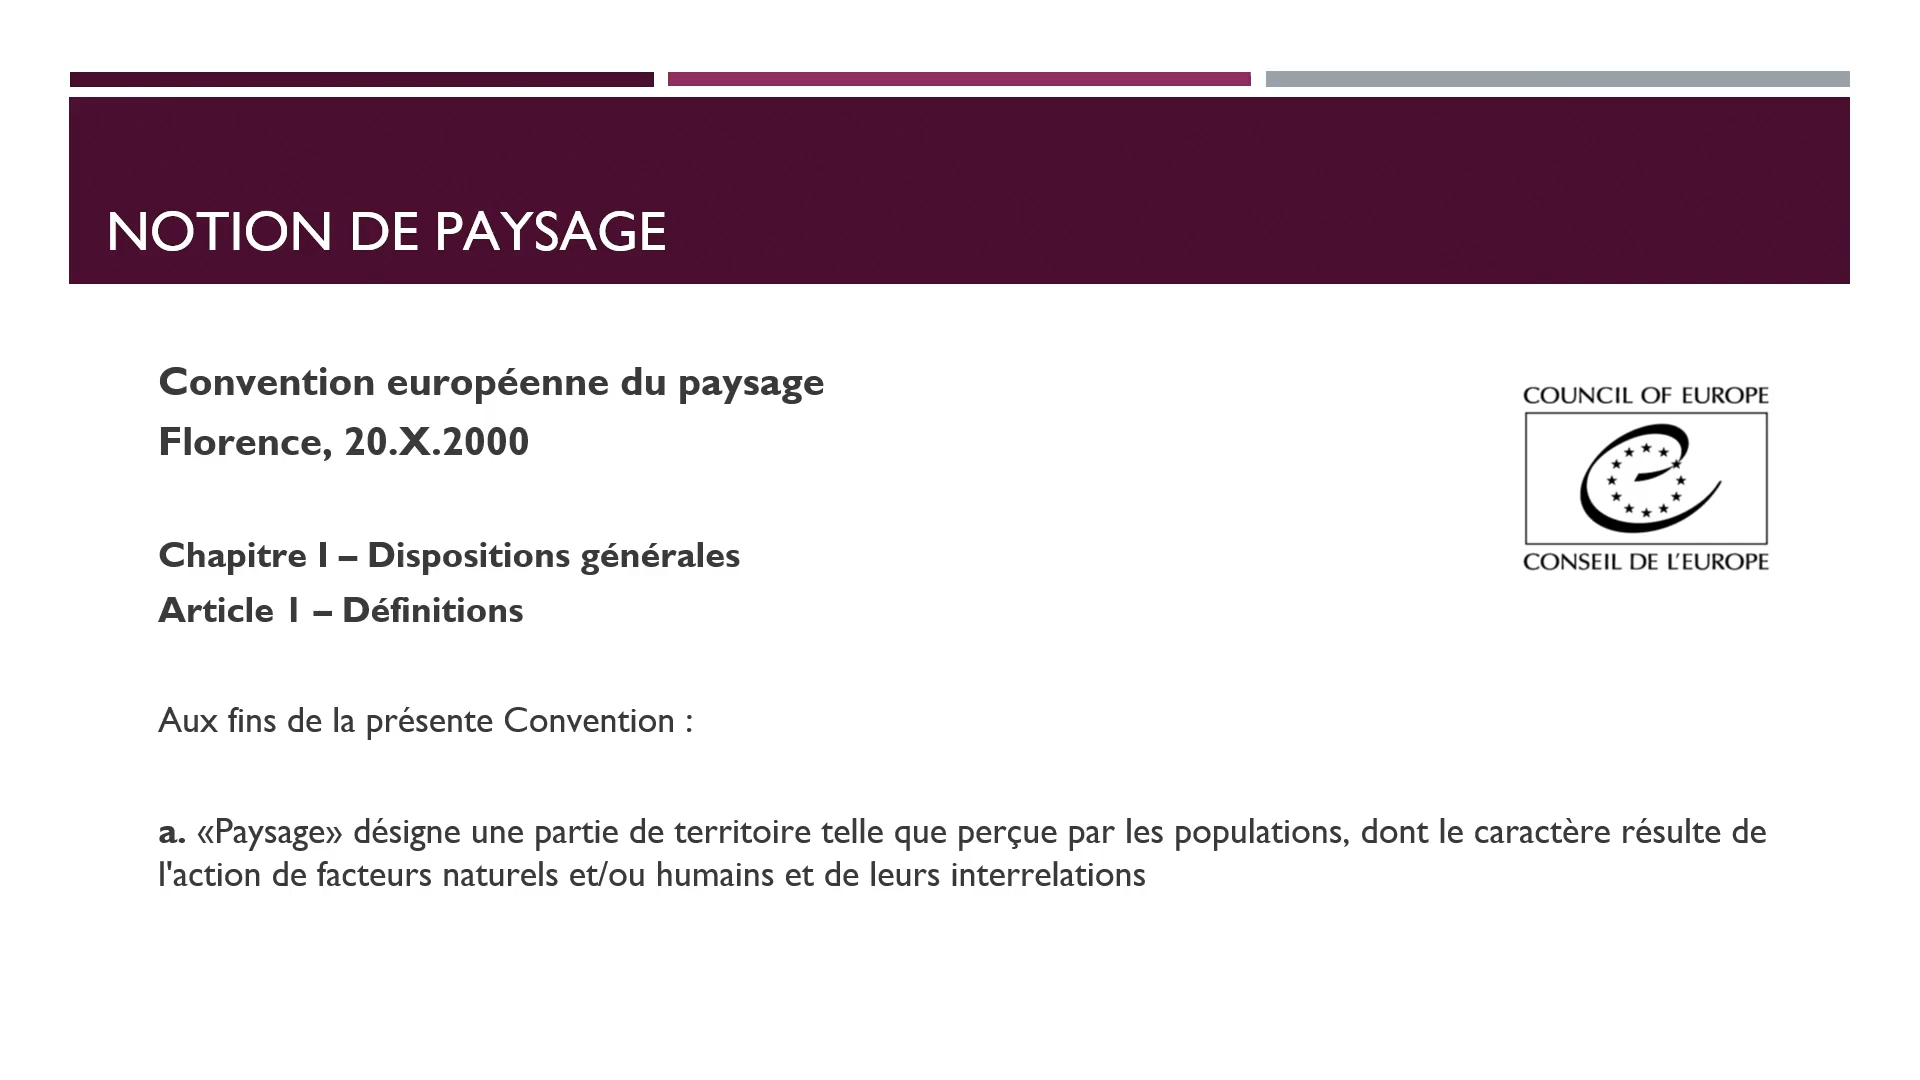 NOTION DE PAYSAGE
Convention européenne du paysage
Florence, 20.X.2000
COUNCIL OF EUROPE
CONSEIL DE L'EUROPE
Chapitre I – Dispositions générales
Article 1 – Définitions
Aux fins de la présente Convention :
a. «Paysage» désigne une partie de territoire telle que perçue par les populations, dont le caractère résulte de
l'action de facteurs naturels et/ou humains et de leurs interrelations